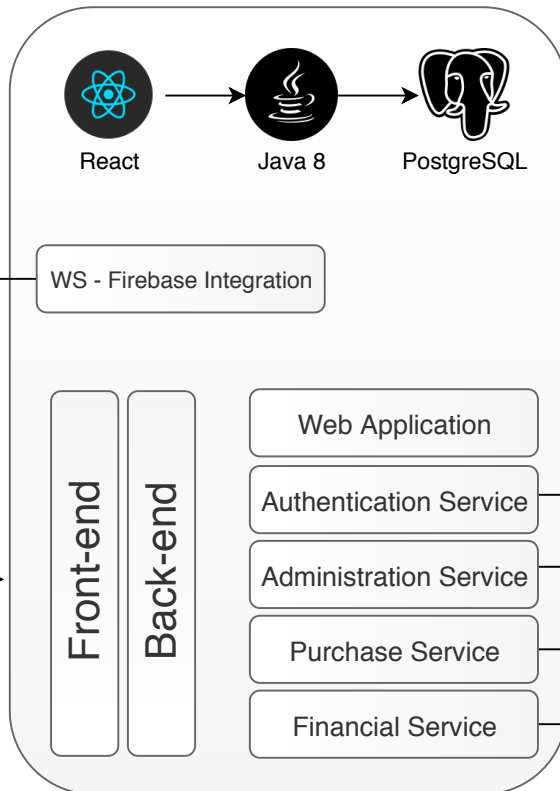 React
Java 8
PostgreSQL
WS - Firebase Integration
Front-end
Back-end
Web Application
Authentication Service
Administration Service
Purchase Service
Financial Service